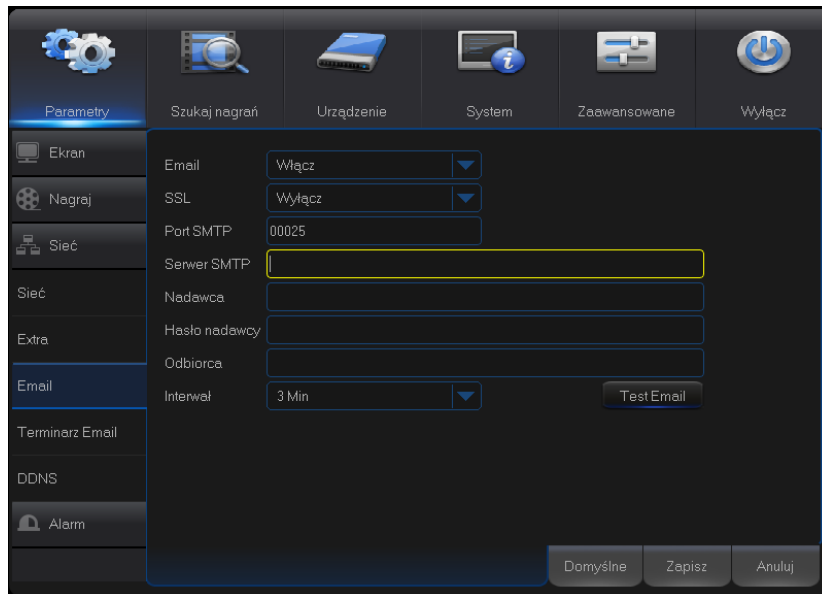 Parametry Szukaj nagrań Urządzenie System Zaawansowane Wyłącz
Ekran
Nagraj
Sieć
Sieć
Extra
Email
Terminarz Email
DDNS
Alarm
Email Włącz
SSL Wyłącz
Port SMTP 00025
Serwer SMTP
Nadawca
Hasło nadawcy
Odbiorca
Interwał 3 Min Test Email
Domyślne Zapisz Anuluj